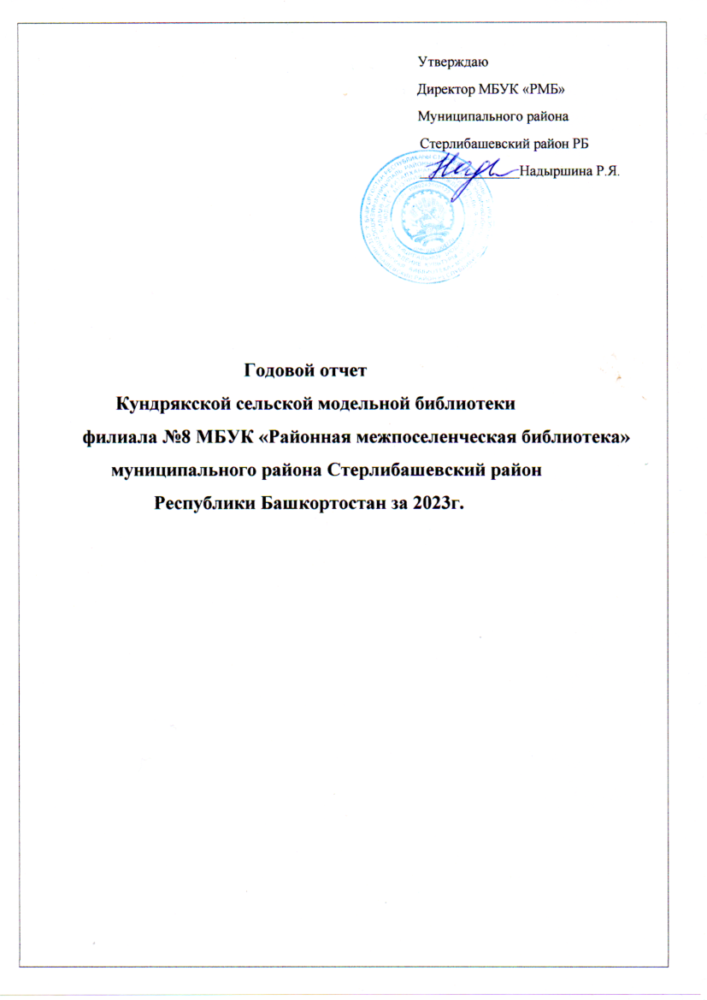 Утверждаю
Директор МБУК «РМБ»
Муниципального района
Стерлибашевский район РБ
Надыршина Р.Я.
Годовой отчет
Кундрякской сельской модельной библиотеки
филиала №8 МБУК «Районная межпоселенческая библиотека»
муниципального района Стерлибашевский район
Республики Башкортостан за 2023г.